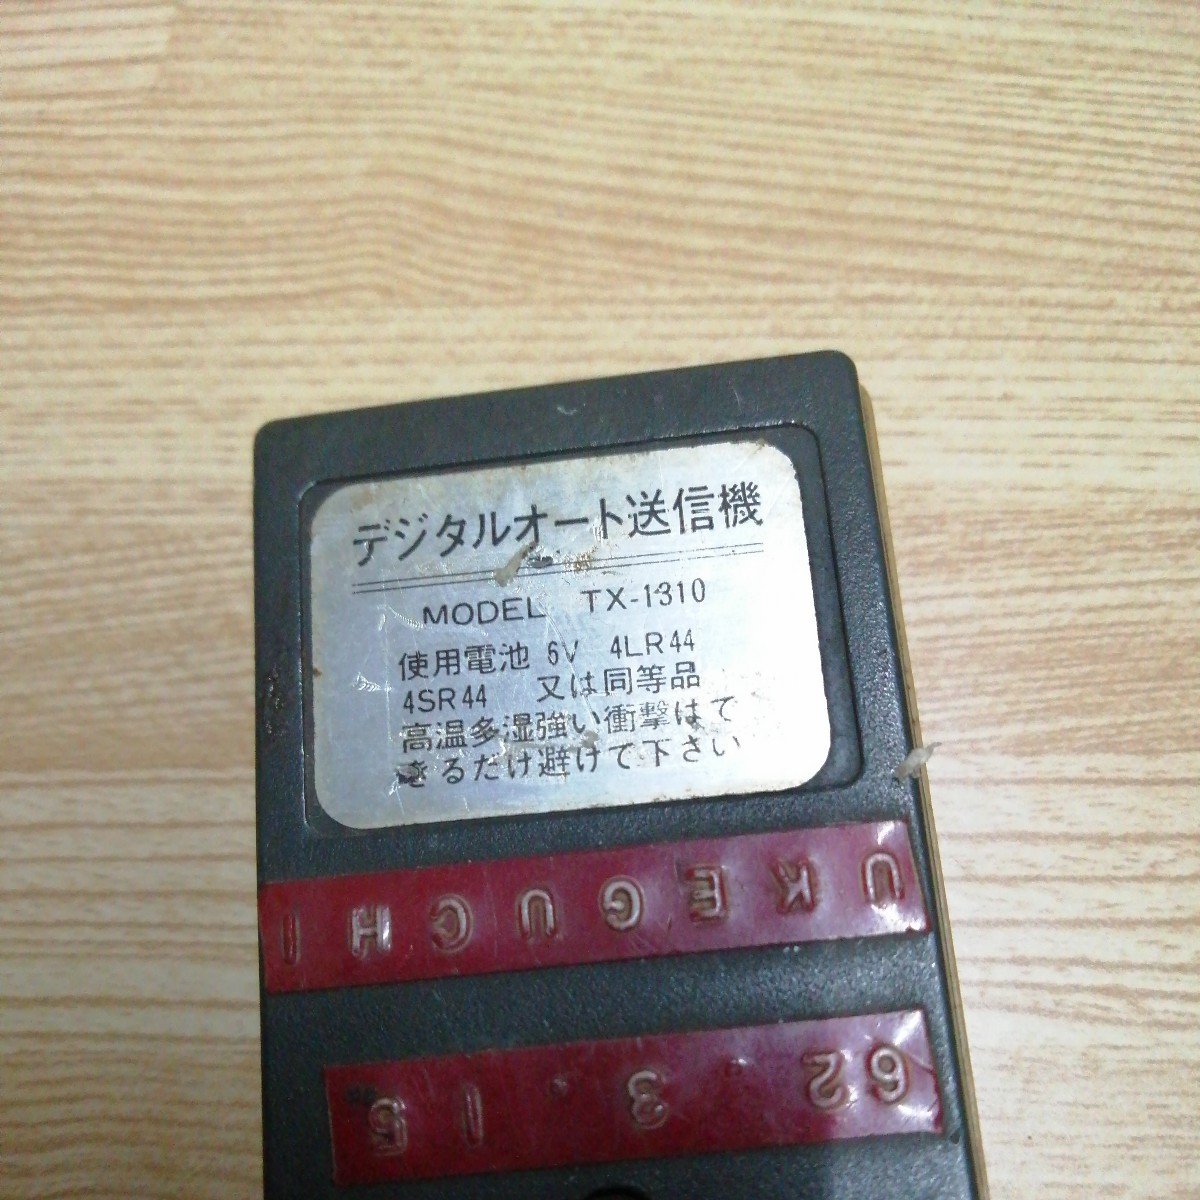 デジタルオート送信機
MODEL TX-1310
使用電池 6V 4LR44
4SR44 又は同等品
高温多湿強い衝撃はで
きるだけ避けて下さい
UKEGUCHI
62.3.15